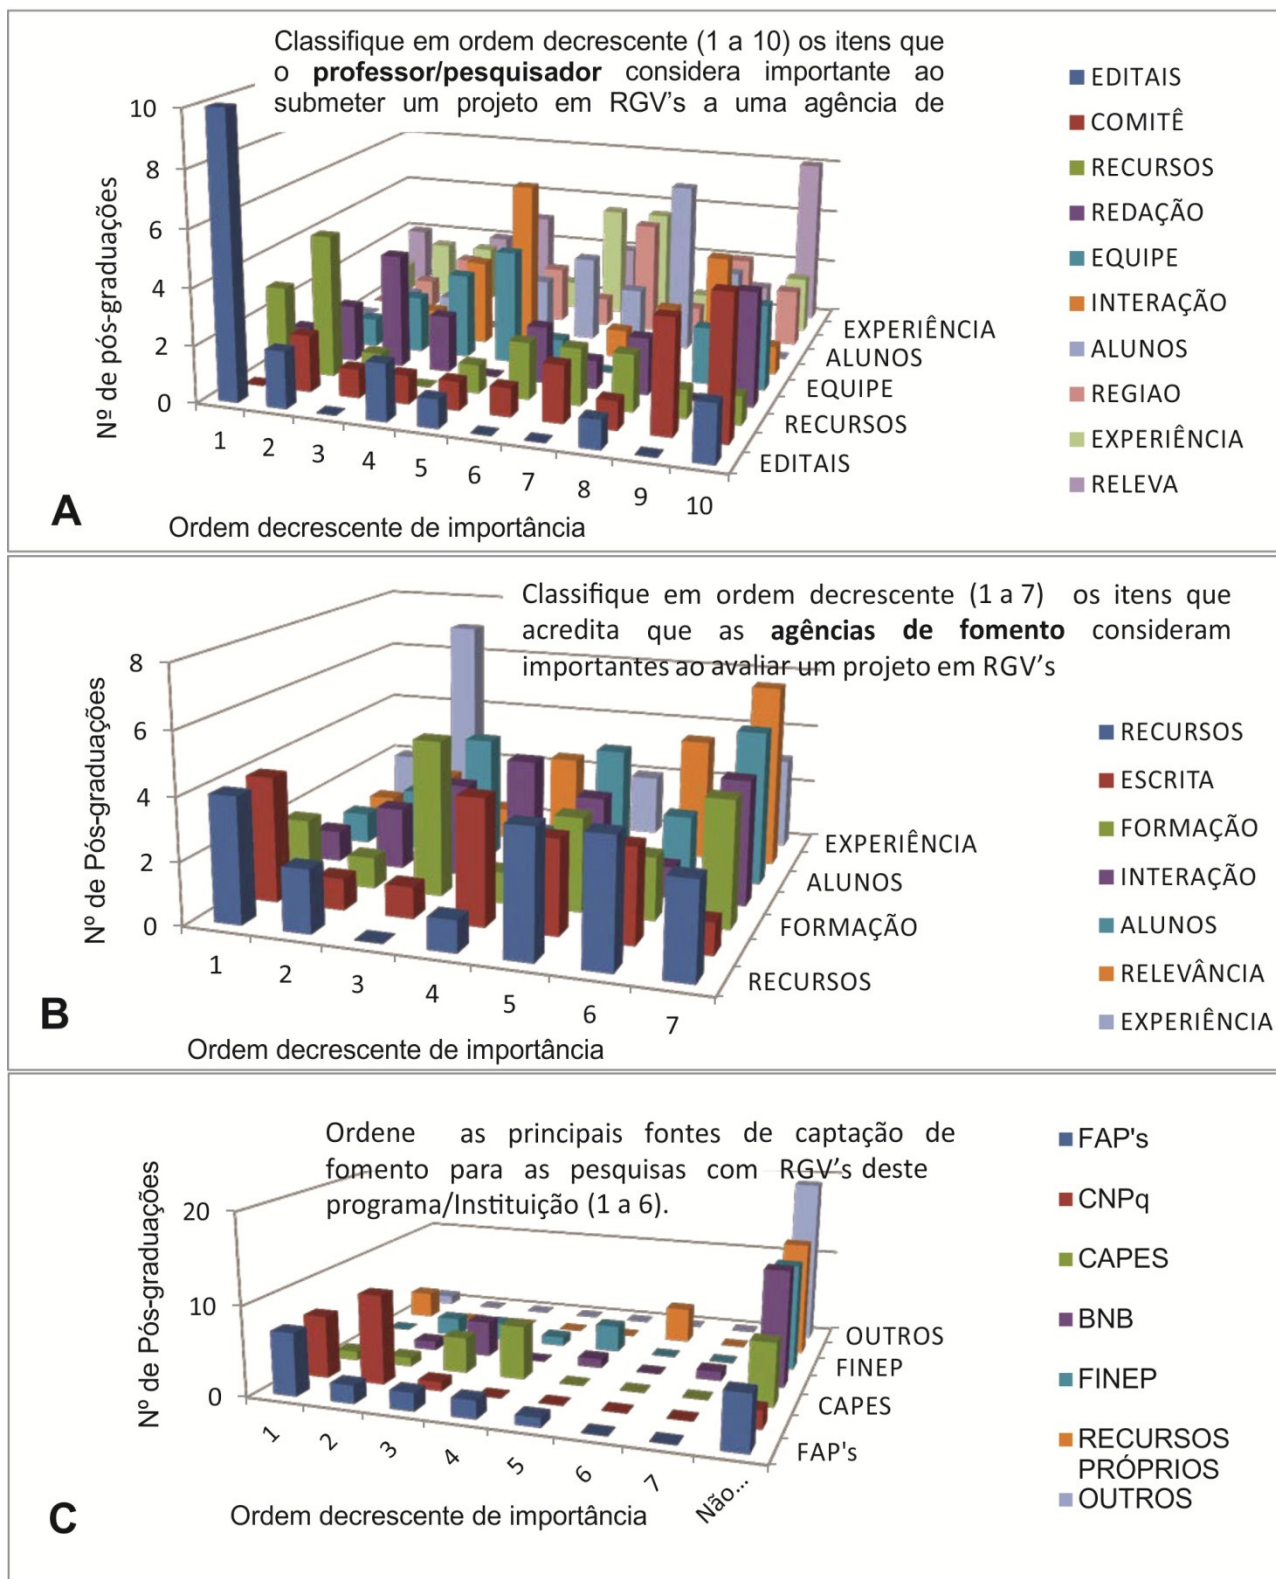 Classifique em ordem decrescente (1 a 10) os itens que
o professor/pesquisador considera importante ao
submeter um projeto em RGV's a uma agência de
Nº de pós-graduações
10
8
6
4
2
0
1
2
3
4
5
6
7
8
9
10
EXPERIÊNCIA
ALUNOS
EQUIPE
RECURSOS
EDITAIS
Ordem decrescente de importância
A
EDITAIS
COMITÊ
RECURSOS
REDAÇÃO
EQUIPE
INTERAÇÃO
ALUNOS
REGIAO
EXPERIÊNCIA
RELEVA
Classifique em ordem decrescente (1 a 7) os itens que
acredita que as agências de fomento consideram
importantes ao avaliar um projeto em RGV's
Nº de Pós-graduações
8
6
4
2
0
1
2
3
4
5
6
7
EXPERIÊNCIA
ALUNOS
FORMAÇÃO
RECURSOS
Ordem decrescente de importância
B
RECURSOS
ESCRITA
FORMAÇÃO
INTERAÇÃO
ALUNOS
RELEVÂNCIA
EXPERIÊNCIA
Ordene as principais fontes de captação de
fomento para as pesquisas com RGV's deste
programa/Instituição (1 a 6).
Nº de Pós-graduações
20
10
0
1
2
3
4
5
6
7
Não...
OUTROS
FINEP
CAPES
FAP's
Ordem decrescente de importância
C
FAP's
CNPq
CAPES
BNB
FINEP
RECURSOS
PRÓPRIOS
OUTROS